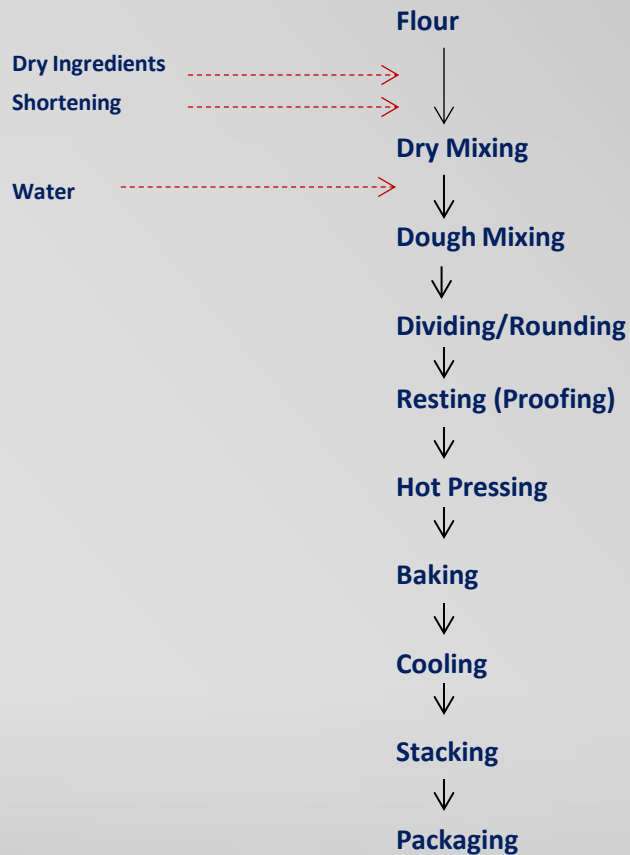 Flour
Dry Ingredients
Shortening
Dry Mixing
Water
Dough Mixing
Dividing/Rounding
Resting (Proofing)
Hot Pressing
Baking
Cooling
Stacking
Packaging